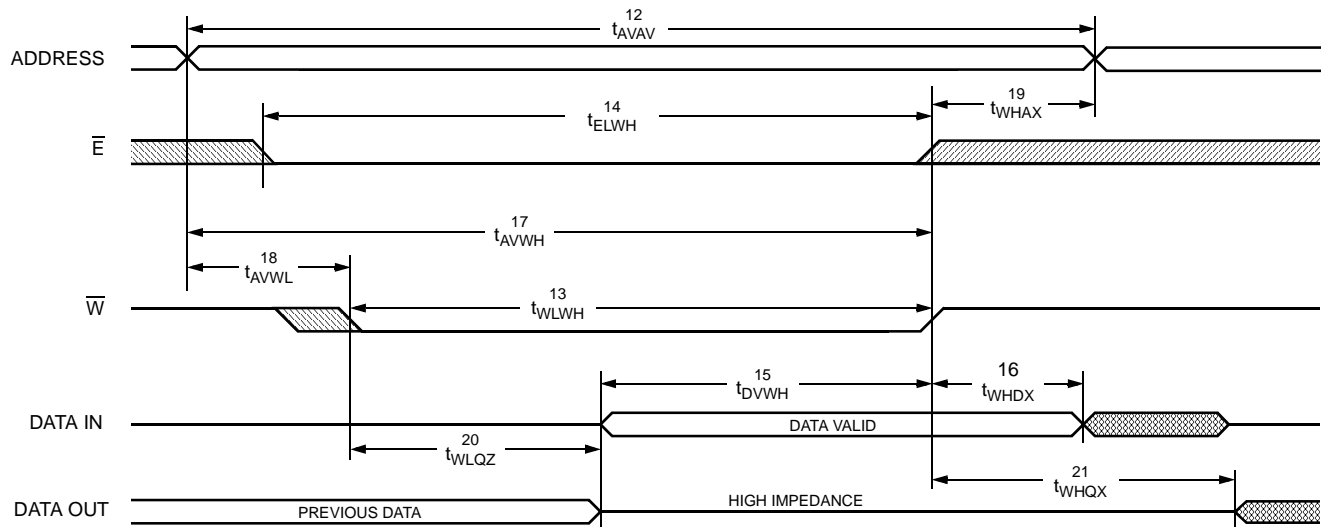 12
tAVAV
ADDRESS
14
tELWH
19
tWHAX
E
17
tAVWH
18
tAVWL
W
13
tWLWH
15
tDVWH
16
tWHDX
DATA IN
DATA VALID
20
tWLQZ
21
tWHQX
DATA OUT
PREVIOUS DATA
HIGH IMPEDANCE